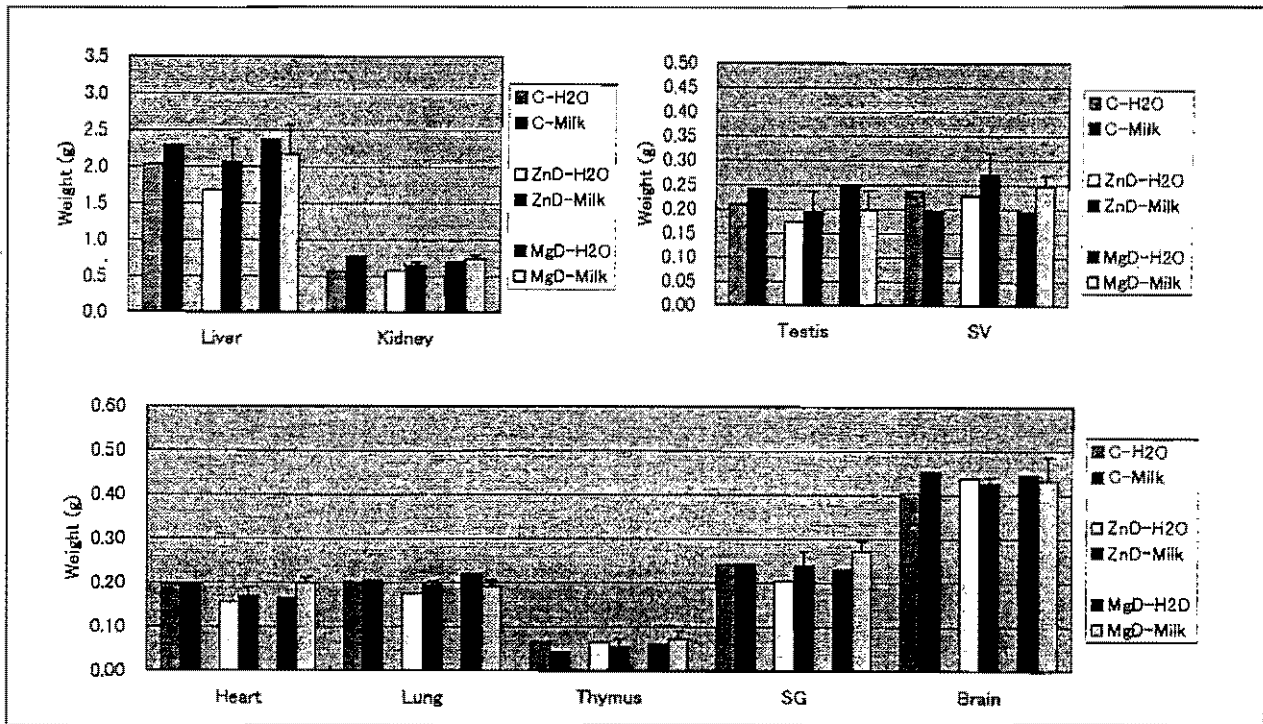 3.5
3.0
2.5
2.0
1.5
1.0
0.5
0.0
Weight (g)
Liver
Kidney
C-H2O
C-Milk
ZnD-H2O
ZnD-Milk
MgD-H2O
MgD-Milk
0.50
0.45
0.40
0.35
0.30
0.25
0.20
0.15
0.10
0.05
0.00
Weight (g)
Testis
SV
C-H2O
C-Milk
ZnD-H2O
ZnD-Milk
MgD-H2O
MgD-Milk
0.60
0.50
0.40
0.30
0.20
0.10
0.00
Weight (g)
Heart
Lung
Thymus
SG
Brain
C-H2O
C-Milk
ZnD-H2O
ZnD-Milk
MgD-H2O
MgD-Milk